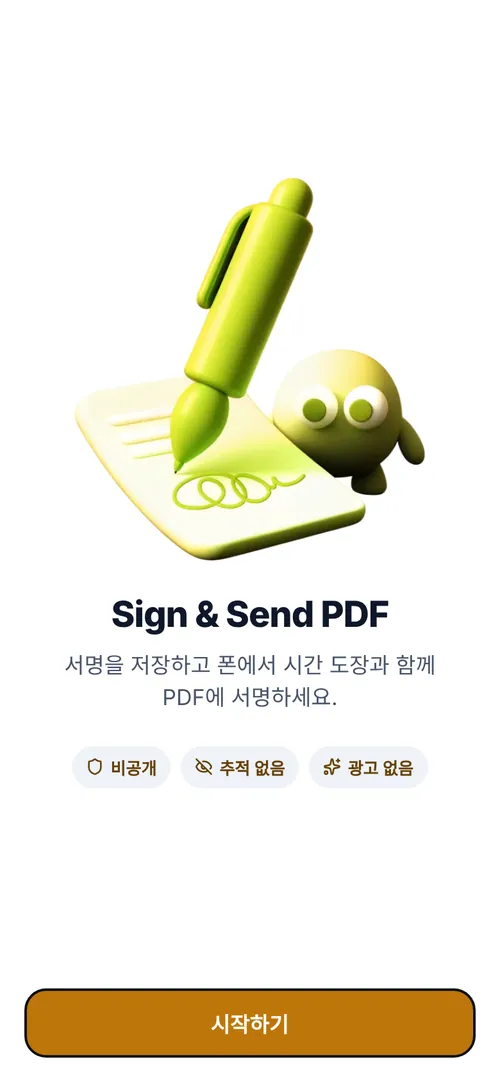 Sign & Send PDF
서명을 저장하고 폰에서 시간 도장과 함께
PDF에 서명하세요.
비공개
추적 없음
광고 없음
시작하기